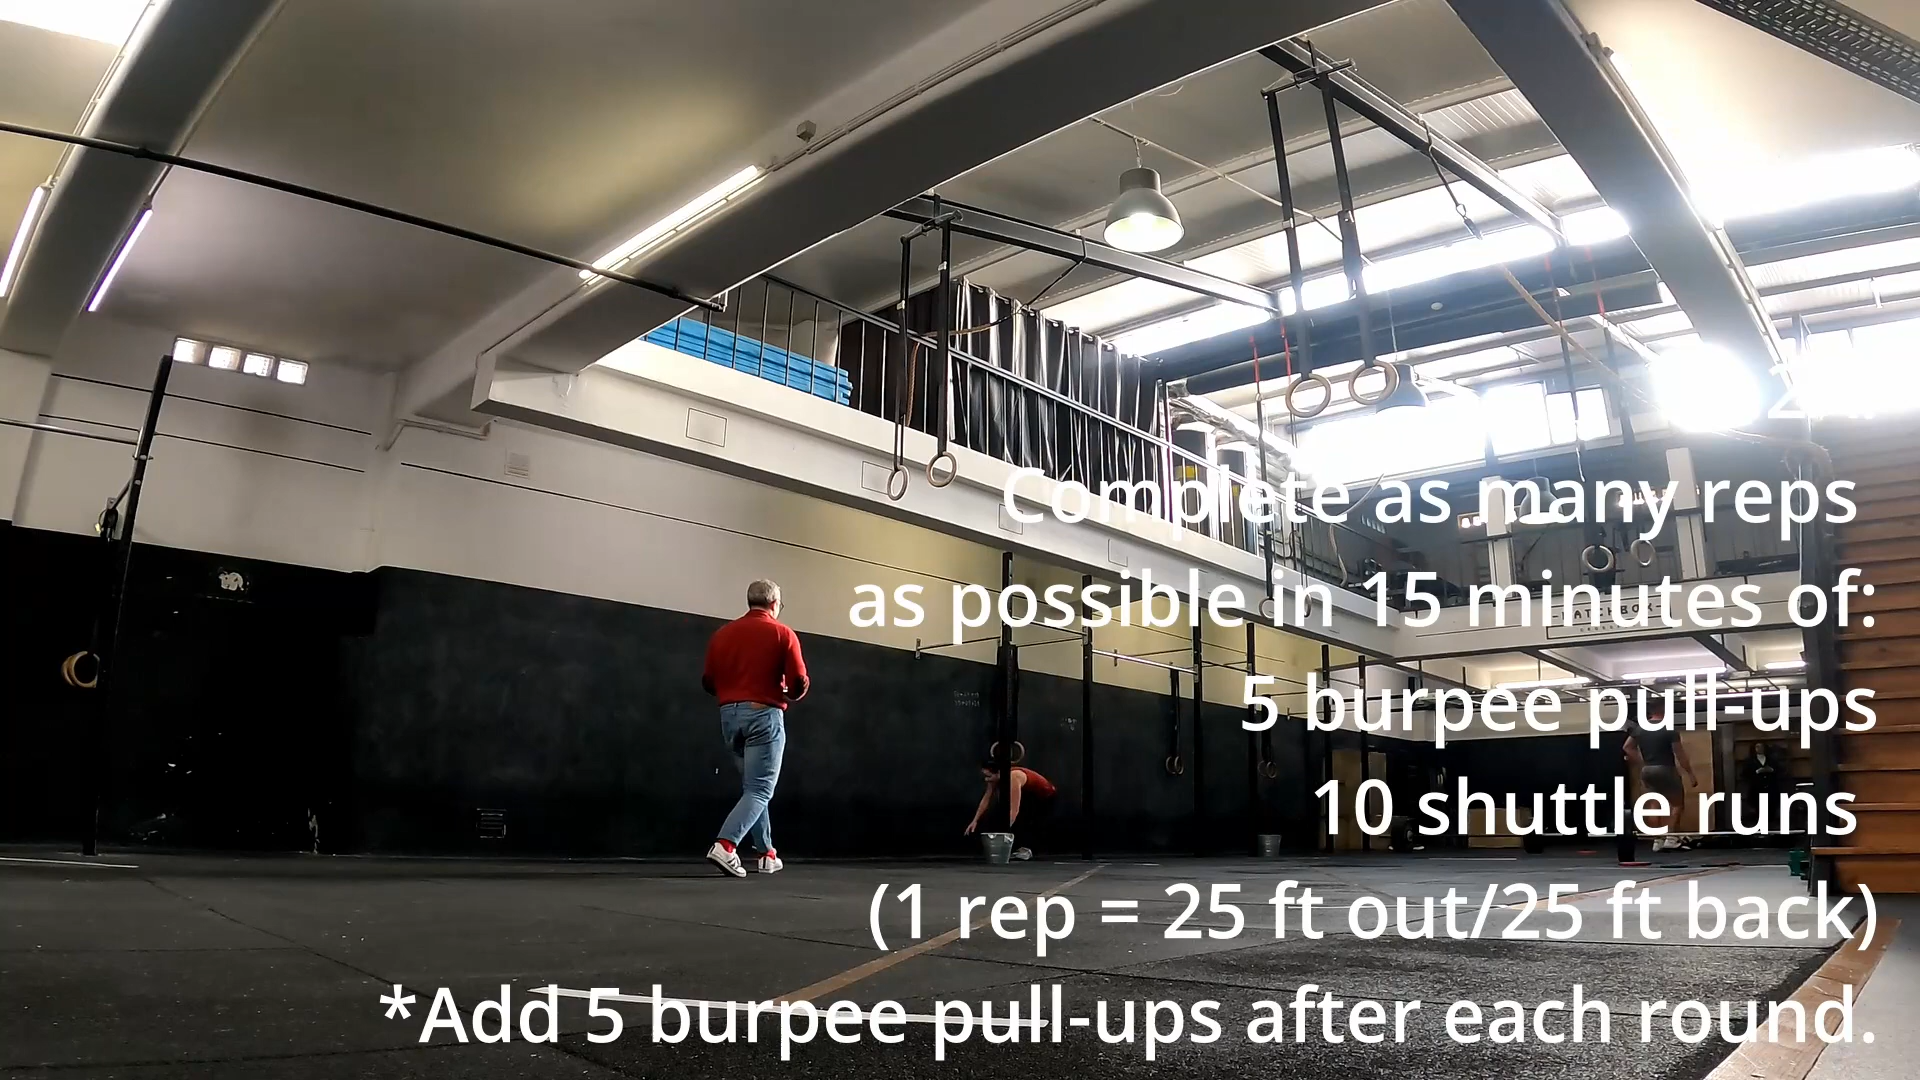 Complete as many reps
as possible in 15 minutes of:
5 burpee pull-ups
10 shuttle runs
(1 rep = 25 ft out/25 ft back)
*Add 5 burpee pull-ups after each round.